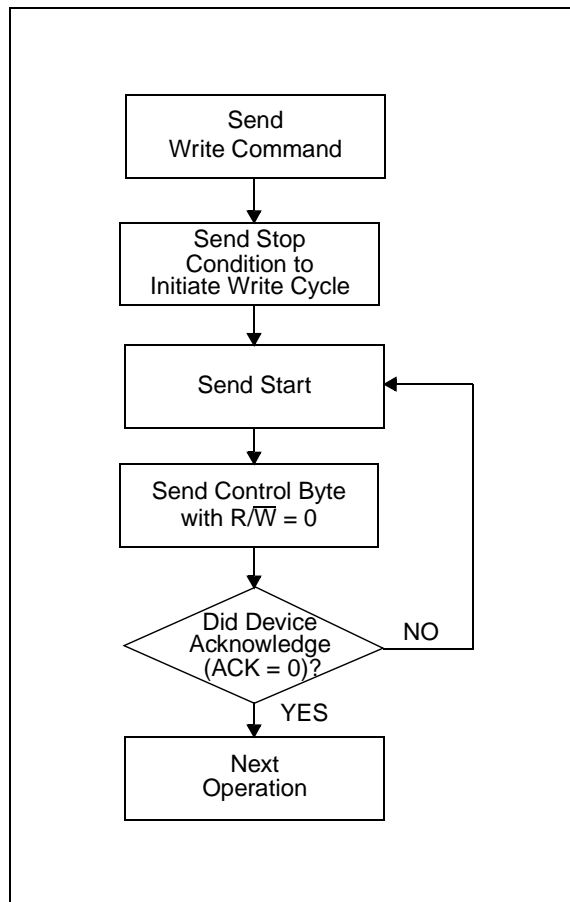 Send
Write Command
Send Stop
Condition to
Initiate Write Cycle
Send Start
Send Control Byte
with R/W̅ = 0
Did Device
Acknowledge
(ACK = 0)?
NO
YES
Next
Operation